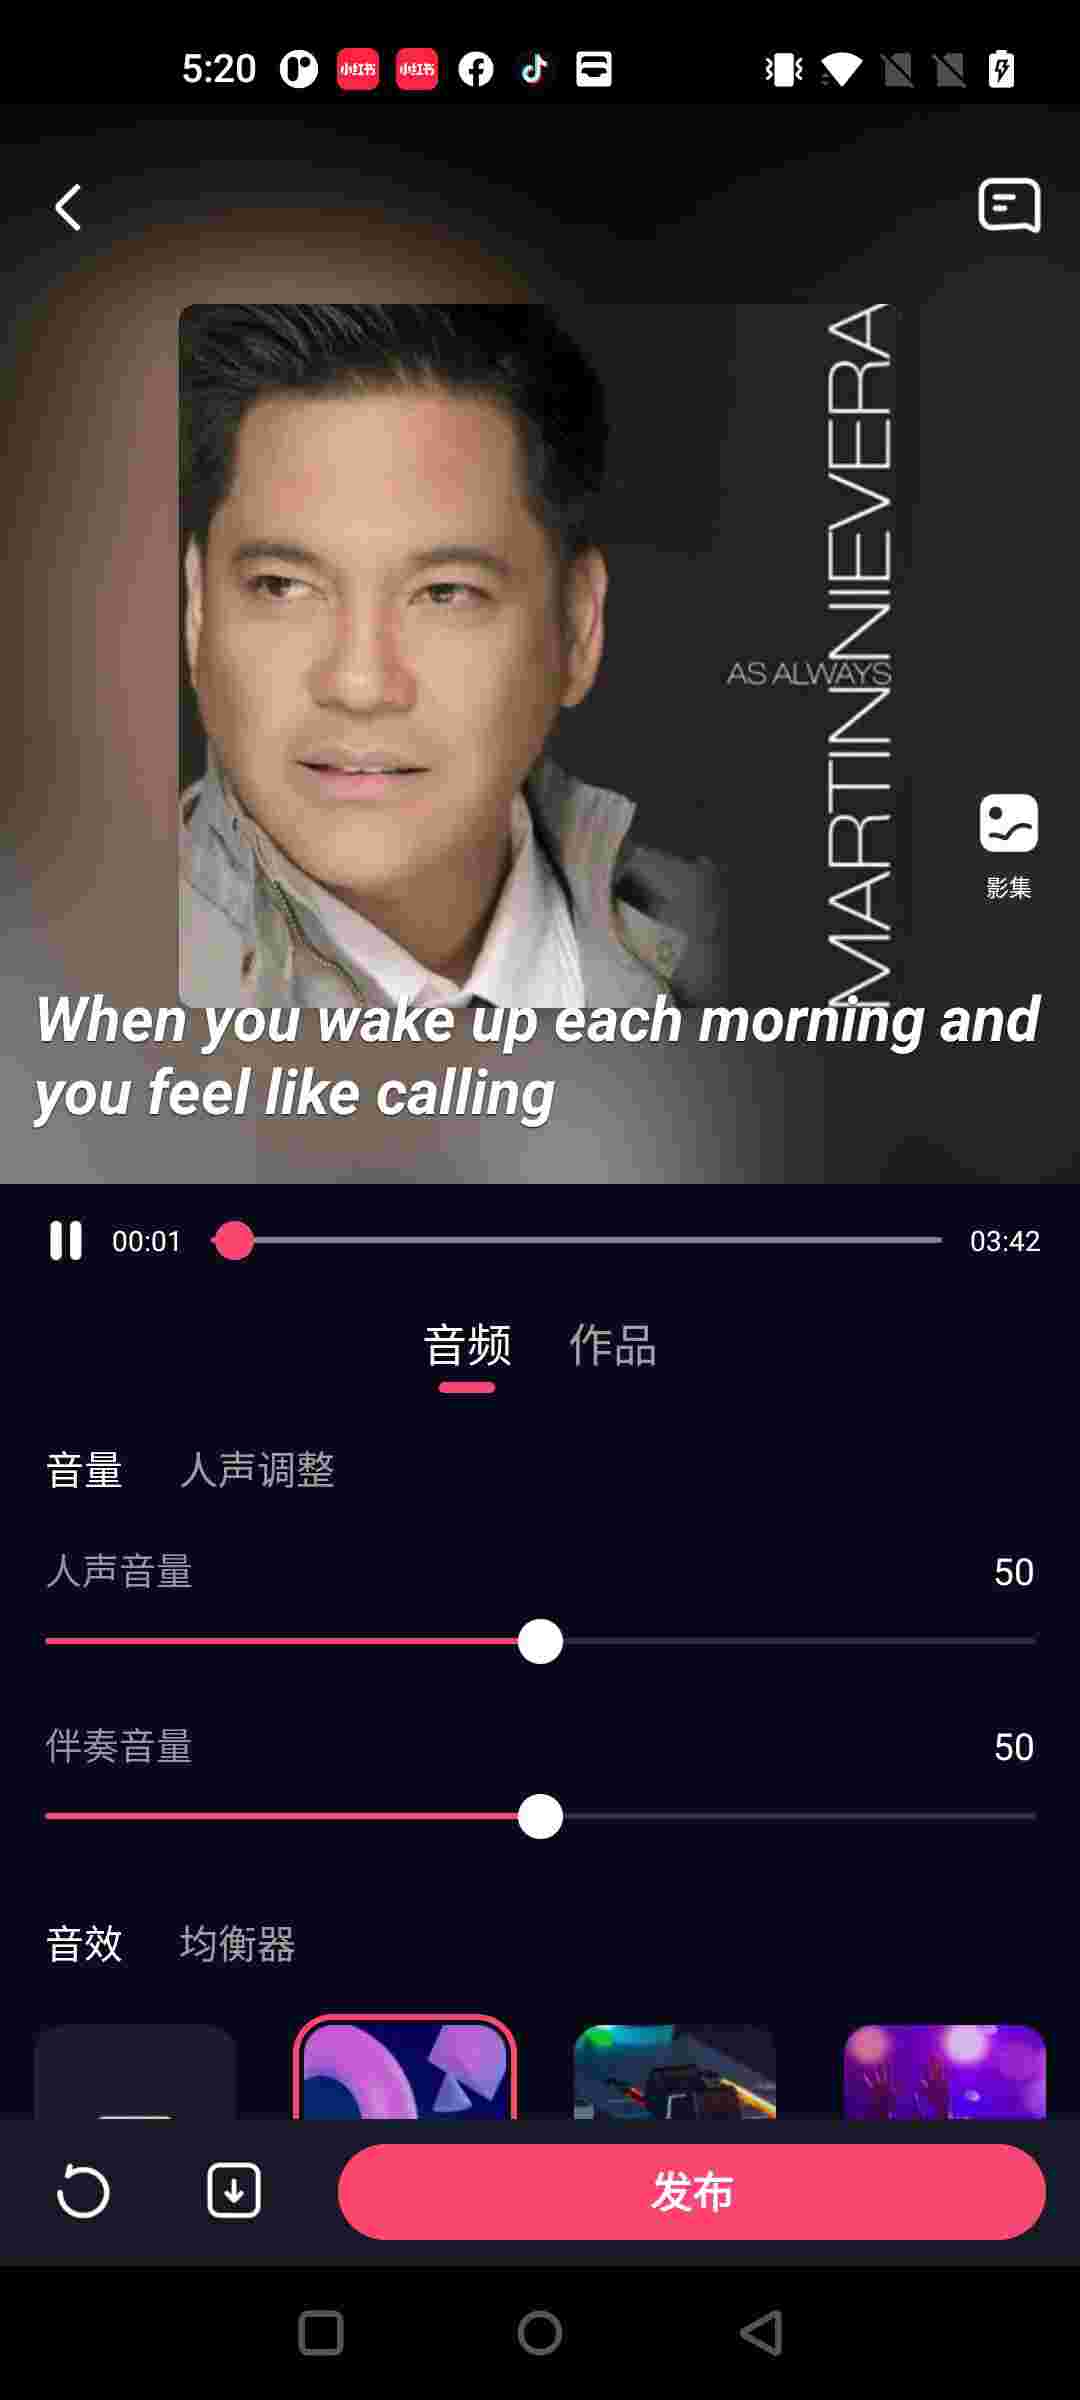 5:20
小红书
小红书
MARTINNIEVERA
AS ALWAYS
影集
When you wake up each morning and
you feel like calling
00:01
03:42
音频
作品
音量
人声调整
人声音量
50
伴奏音量
50
音效
均衡器
发布